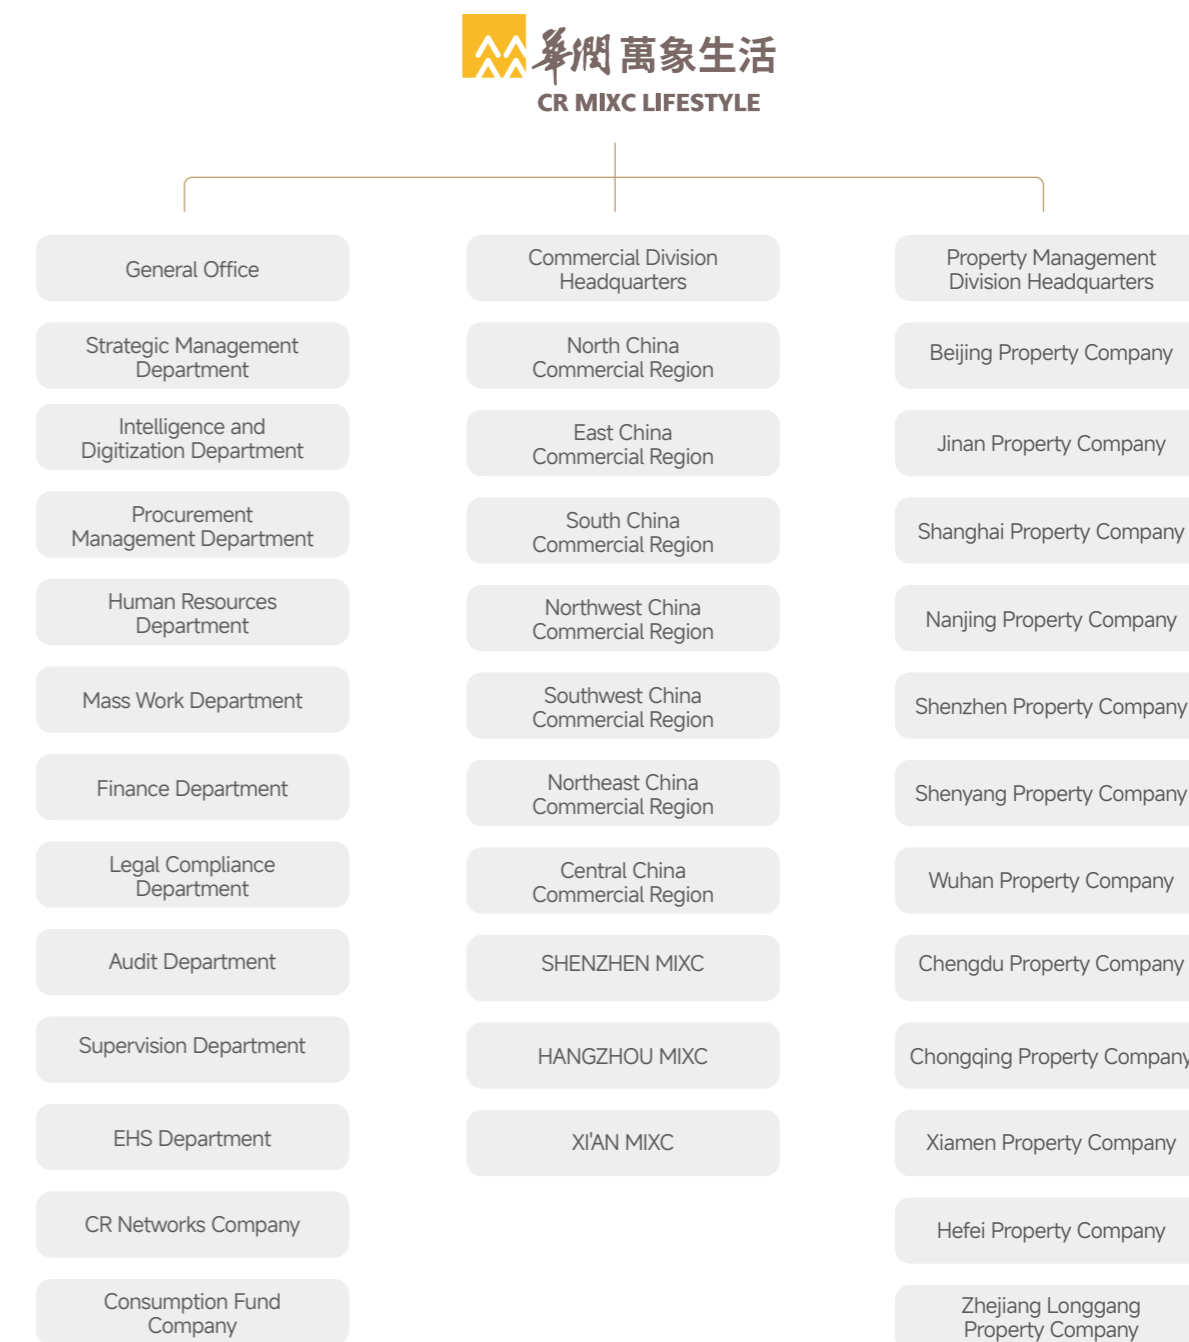 華潤 萬象生活
CR MIXC LIFESTYLE
General Office
Strategic Management
Department
Intelligence and
Digitization Department
Procurement
Management Department
Human Resources
Department
Mass Work Department
Finance Department
Legal Compliance
Department
Audit Department
Supervision Department
EHS Department
CR Networks Company
Consumption Fund
Company
Commercial Division
Headquarters
North China
Commercial Region
East China
Commercial Region
South China
Commercial Region
Northwest China
Commercial Region
Southwest China
Commercial Region
Northeast China
Commercial Region
Central China
Commercial Region
SHENZHEN MIXC
HANGZHOU MIXC
XI'AN MIXC
Property Management
Division Headquarters
Beijing Property Company
Jinan Property Company
Shanghai Property Company
Nanjing Property Company
Shenzhen Property Company
Shenyang Property Company
Wuhan Property Company
Chengdu Property Company
Chongqing Property Company
Xiamen Property Company
Hefei Property Company
Zhejiang Longgang
Property Company